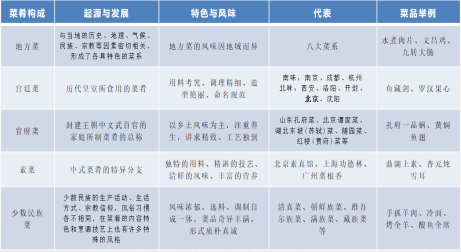 菜肴构成 起源与发展 特色与风味 代表 菜品举例
地方菜
与当地的历史、地理、气候、
民族、宗教等因素密切相关,
形成了各具特色的菜系
地方菜的风味因地域而异
八大菜系
水煮肉片、文昌鸡、
九转大肠
宫廷菜
历代皇室所食用的菜肴
用料考究、调理精细、造
型艳丽、命名规范
南味:南京、成都、杭州
北味:西安、洛阳、开封、
北京、沈阳
鱼藏剑、罗汉果心
官府菜
封建王朝中文武百官的
家庭所制菜肴的总称
以乡土风味为主,注重养
生,讲求精致、工艺独到
山东孔府菜、北京谭家菜、
湖北东坡(苏轼)菜、随园菜、
红楼(贾府)菜等
孔府一品锅、黄焖
鱼翅
素菜
中式菜肴的特异分支
独特的用料、精湛的技艺、
清鲜的风味、丰富的营养
北京素真馆、上海功德林、
广州菜根香
鼎湖上素、杏元炖
雪耳
少数民族
菜
少数民族的生产活动、生活
方式、宗教信仰、风俗习惯
各不相同,在菜肴的内容特色
和烹调技艺上也有许多特
殊的风格
风味浓郁,选料、调制自
成一体,菜品奇异丰满,
形式质朴真诚
清真菜、朝鲜族菜、维吾
尔族菜、满族菜、藏族菜
等
手抓羊肉、冷面、
烤全羊、酸鱼全席